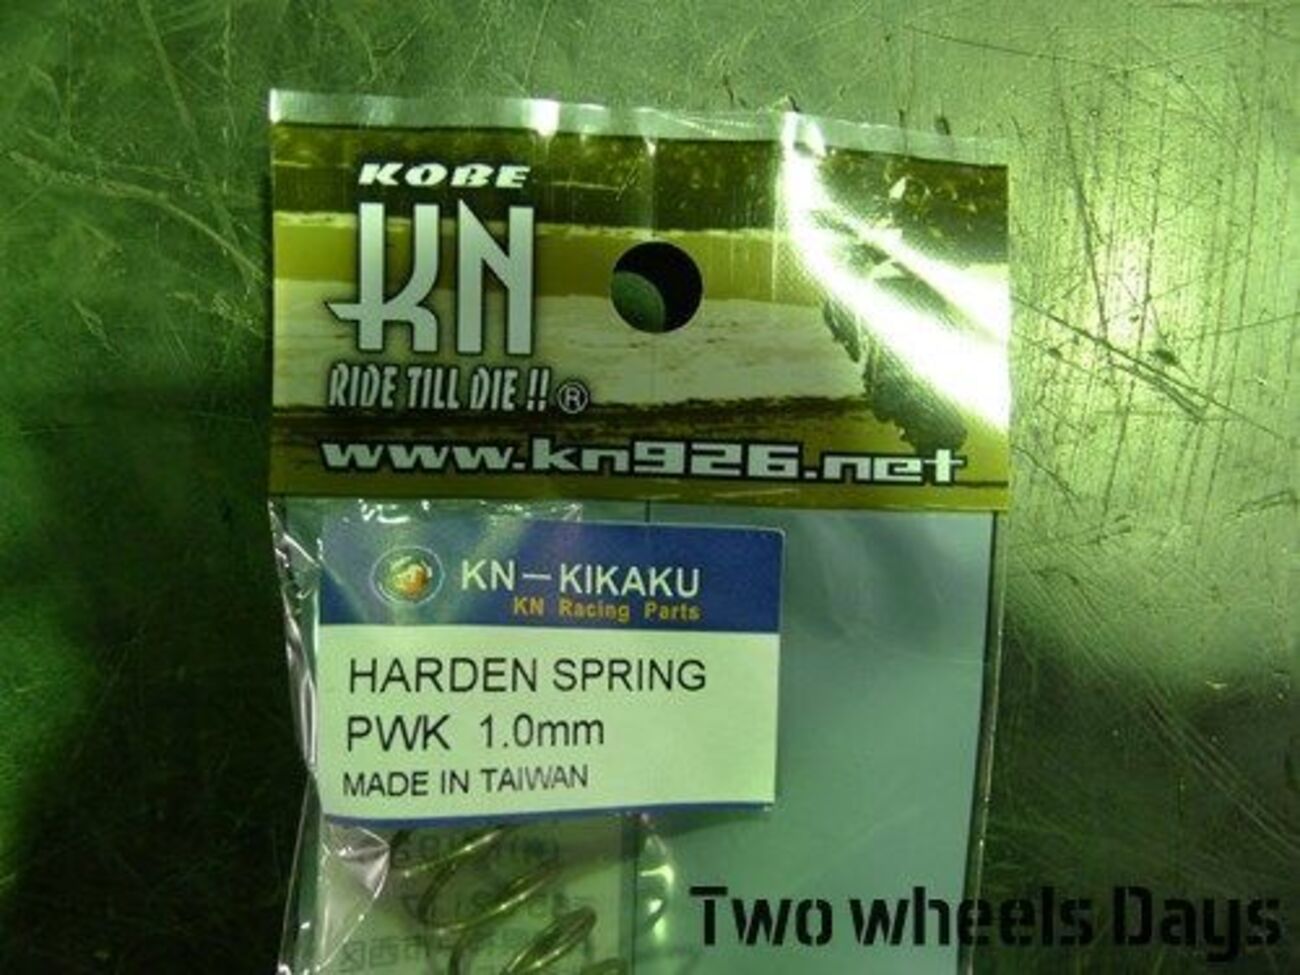 KOBE
KN
RIDE TILL DIE !! ®
www.kn926.net
KN－KIKAKU
KN Racing Parts
HARDEN SPRING
PWK 1.0mm
MADE IN TAIWAN
Two wheels Days